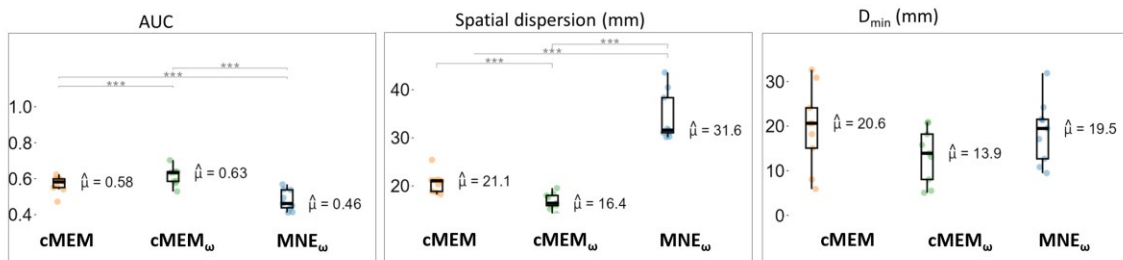 AUC
***
***
***
1.0
0.8
0.6
0.4
μ̂ = 0.58
μ̂ = 0.63
μ̂ = 0.46
cMEM
cMEMω
MNEω
Spatial dispersion (mm)
***
***
***
40
30
20
μ̂ = 21.1
μ̂ = 16.4
μ̂ = 31.6
cMEM
cMEMω
MNEω
Dmin (mm)
30
20
10
0
μ̂ = 20.6
μ̂ = 13.9
μ̂ = 19.5
cMEM
cMEMω
MNEω